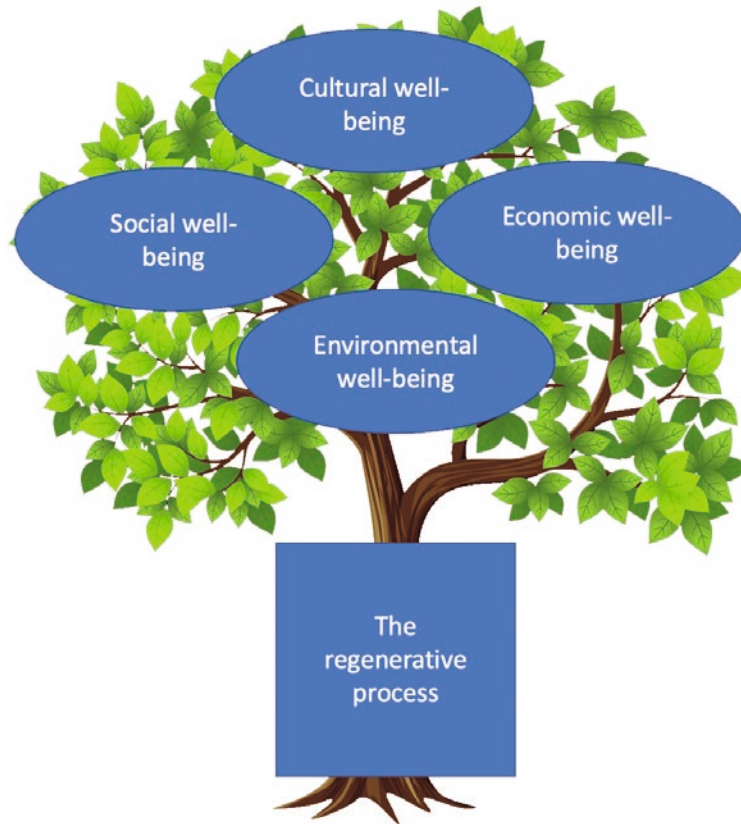 Cultural well-
being
Social well-
being
Economic well-
being
Environmental
well-being
The
regenerative
process